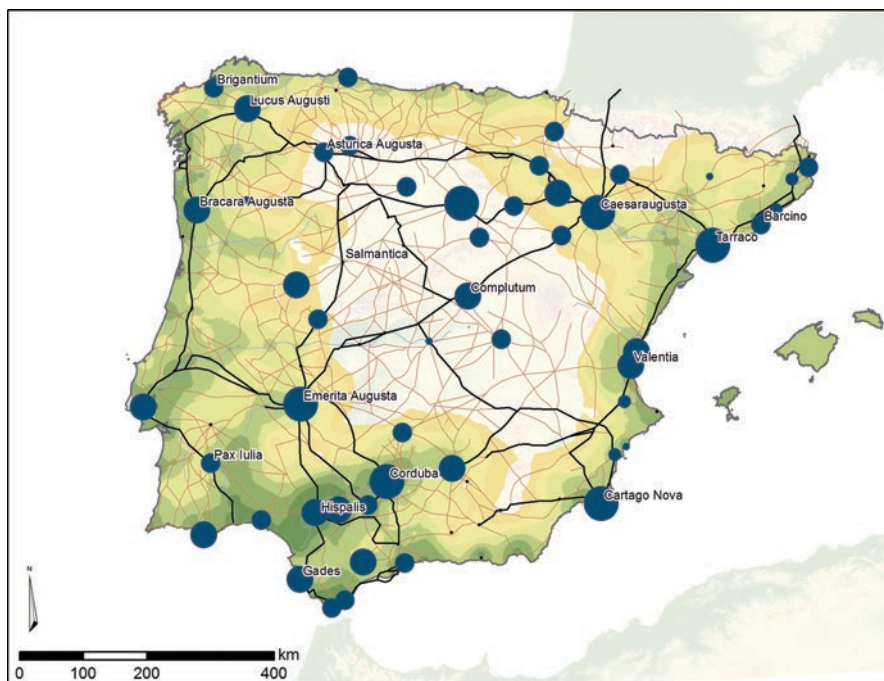 Brigantium
Lucus Augusti
Asturica Augusta
Bracara Augusta
Caesaraugusta
Barcino
Tarraco
Salmantica
Complutum
Valentia
Emerita Augusta
Pax Iulia
Corduba
Hispalis
Cartago Nova
Gades
N
km
0 100 200 400